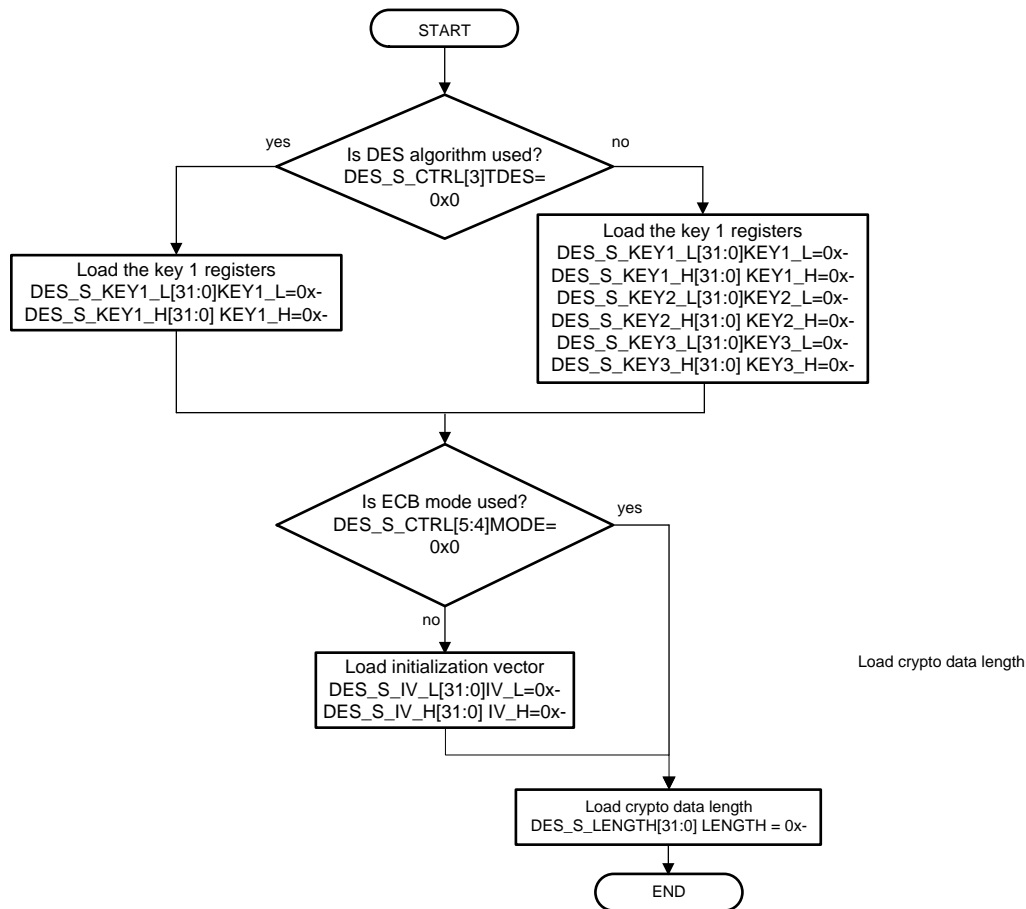 START
yes
no
Is DES algorithm used?
DES_S_CTRL[3]TDES=
0x0
Load the key 1 registers
DES_S_KEY1_L[31:0]KEY1_L=0x-
DES_S_KEY1_H[31:0] KEY1_H=0x-
Load the key 1 registers
DES_S_KEY1_L[31:0]KEY1_L=0x-
DES_S_KEY1_H[31:0] KEY1_H=0x-
DES_S_KEY2_L[31:0]KEY2_L=0x-
DES_S_KEY2_H[31:0] KEY2_H=0x-
DES_S_KEY3_L[31:0]KEY3_L=0x-
DES_S_KEY3_H[31:0] KEY3_H=0x-
Is ECB mode used?
DES_S_CTRL[5:4]MODE=
0x0
yes
no
Load initialization vector
DES_S_IV_L[31:0]IV_L=0x-
DES_S_IV_H[31:0] IV_H=0x-
Load crypto data length
Load crypto data length
DES_S_LENGTH[31:0] LENGTH = 0x-
END